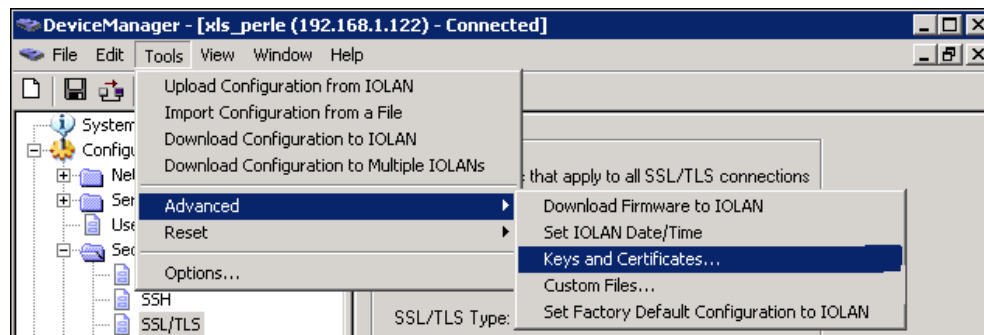 DeviceManager - [xls_perle (192.168.1.122) - Connected]
File Edit Tools View Window Help
Upload Configuration from IOLAN
Import Configuration from a File
Download Configuration to IOLAN
Download Configuration to Multiple IOLANs
Advanced
Reset
Options...
System
Configu
Net
Ser
Use
Sec
SSH
SSL/TLS
that apply to all SSL/TLS connections
Download Firmware to IOLAN
Set IOLAN Date/Time
Keys and Certificates...
Custom Files...
Set Factory Default Configuration to IOLAN
SSL/TLS Type: